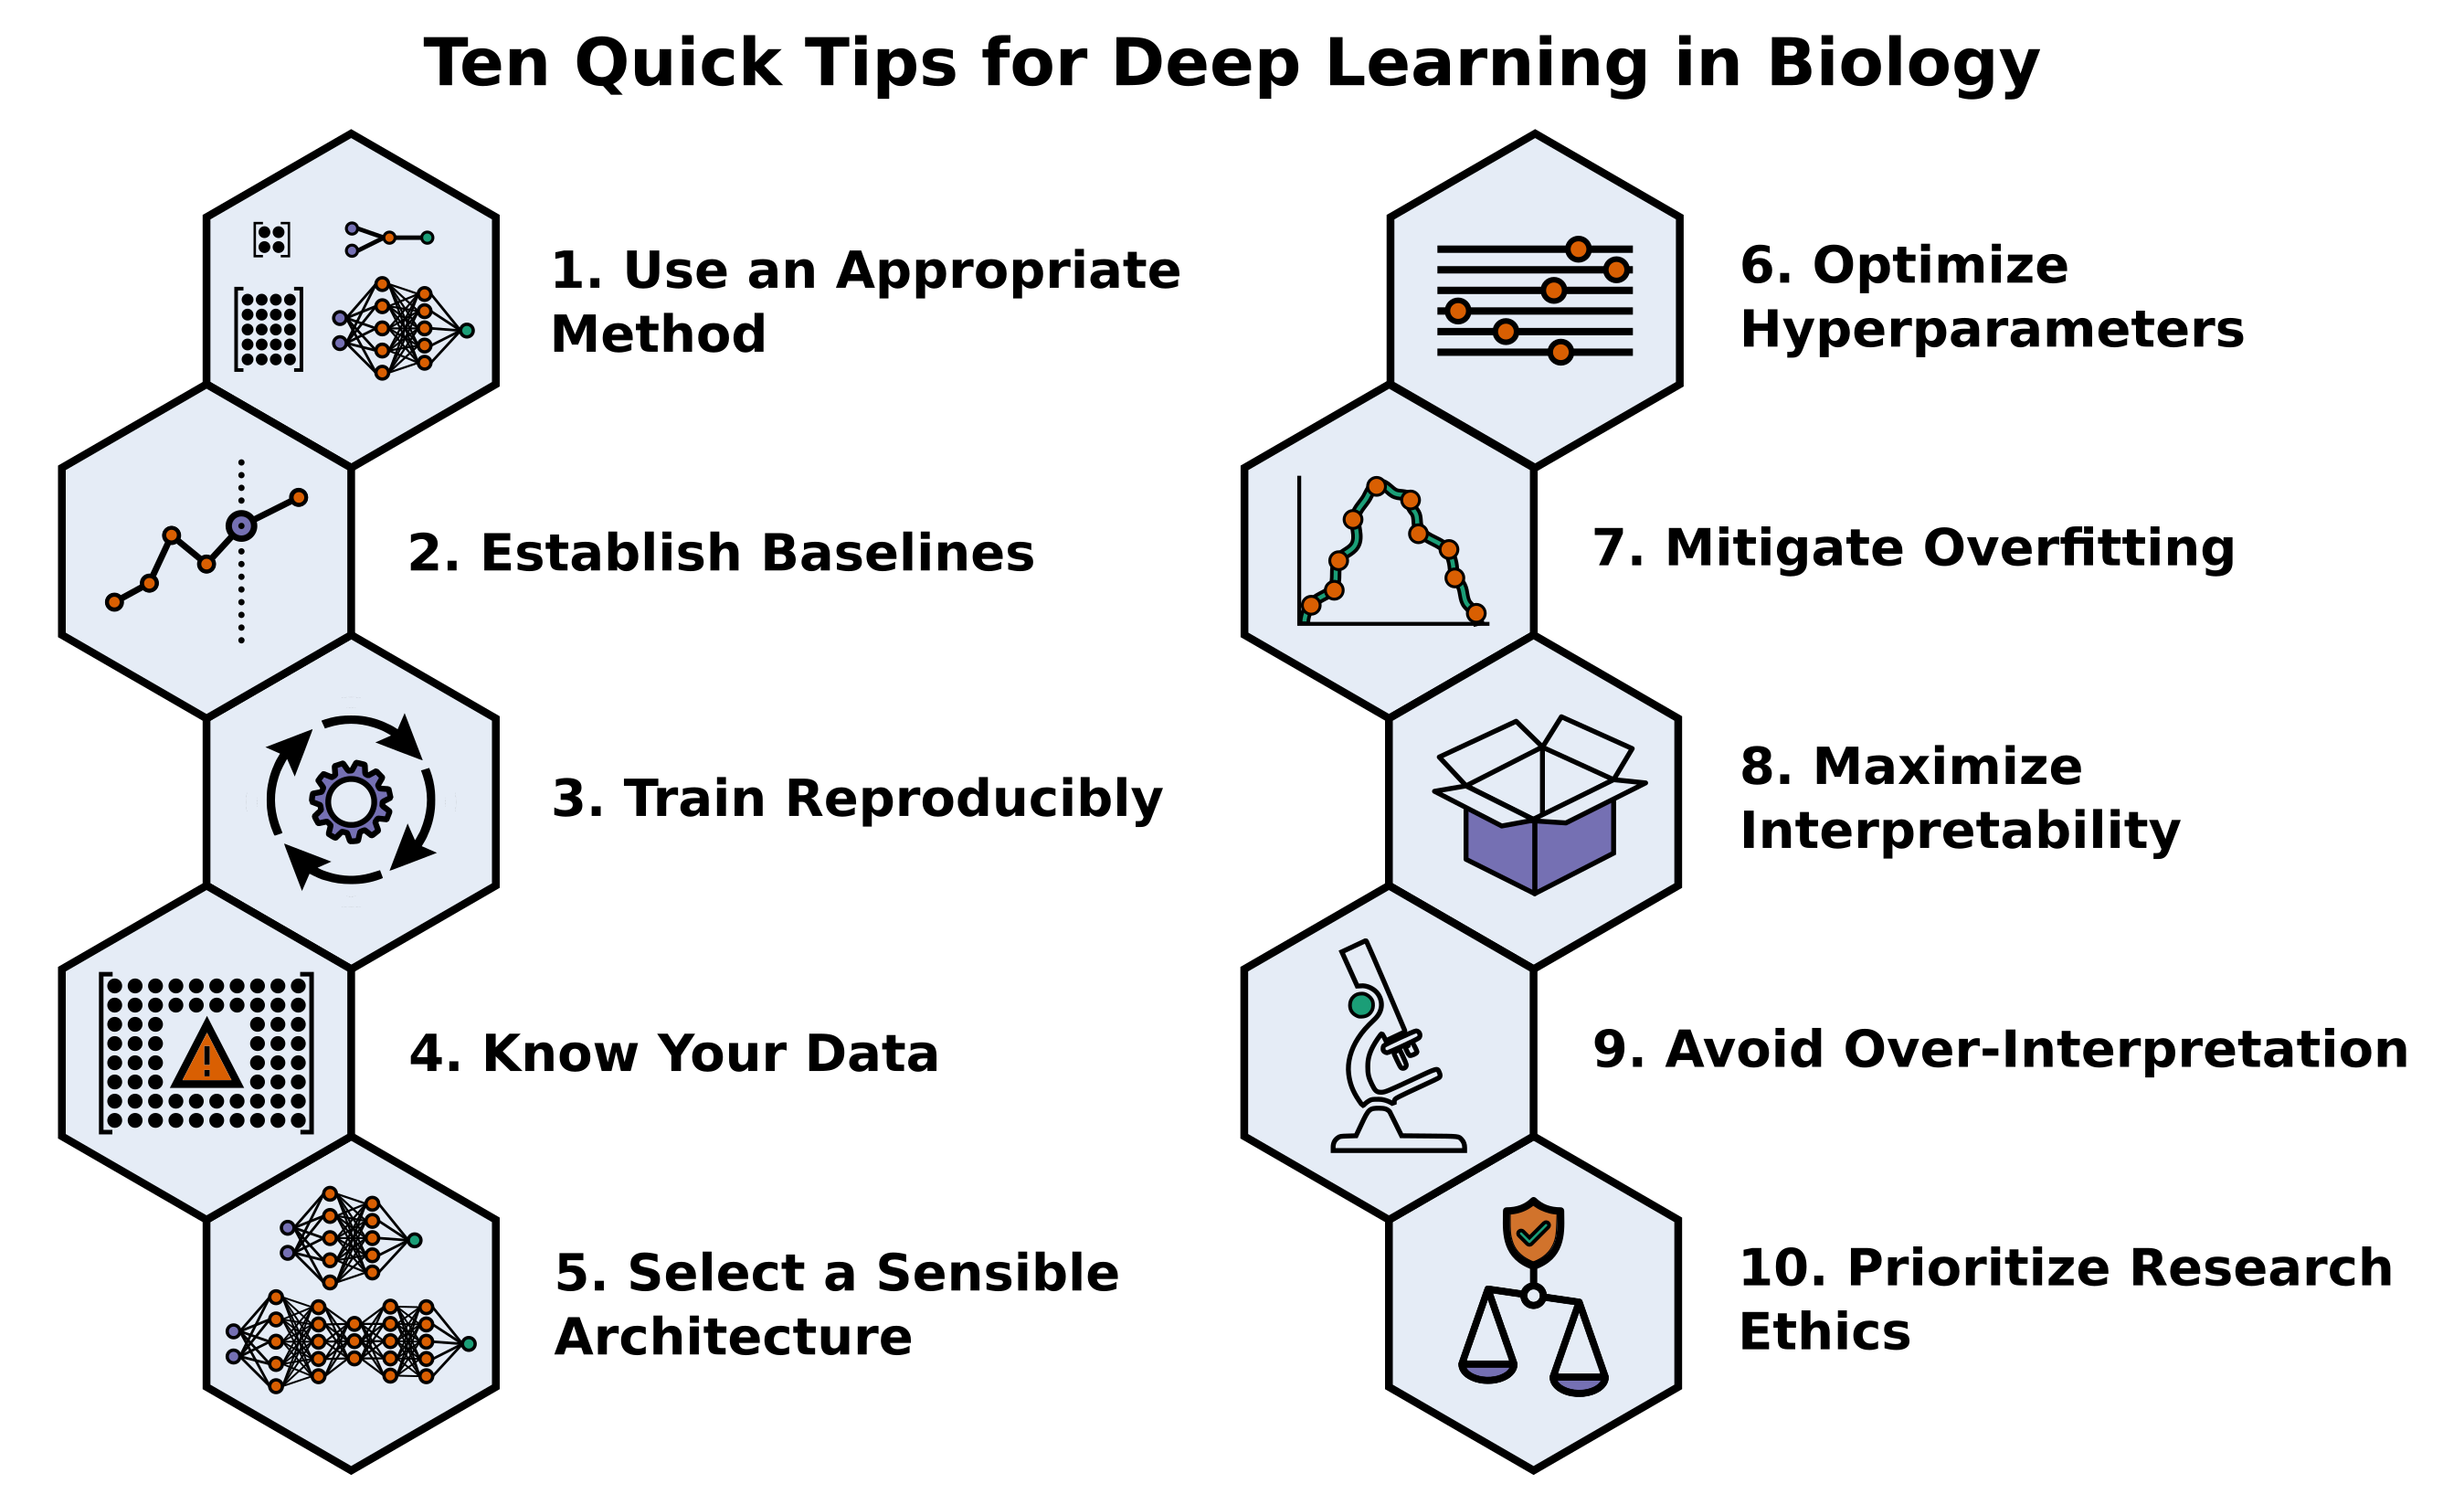 Ten Quick Tips for Deep Learning in Biology
1. Use an Appropriate
Method
2. Establish Baselines
3. Train Reproducibly
4. Know Your Data
5. Select a Sensible
Architecture
6. Optimize
Hyperparameters
7. Mitigate Overfitting
8. Maximize
Interpretability
9. Avoid Over-Interpretation
10. Prioritize Research
Ethics